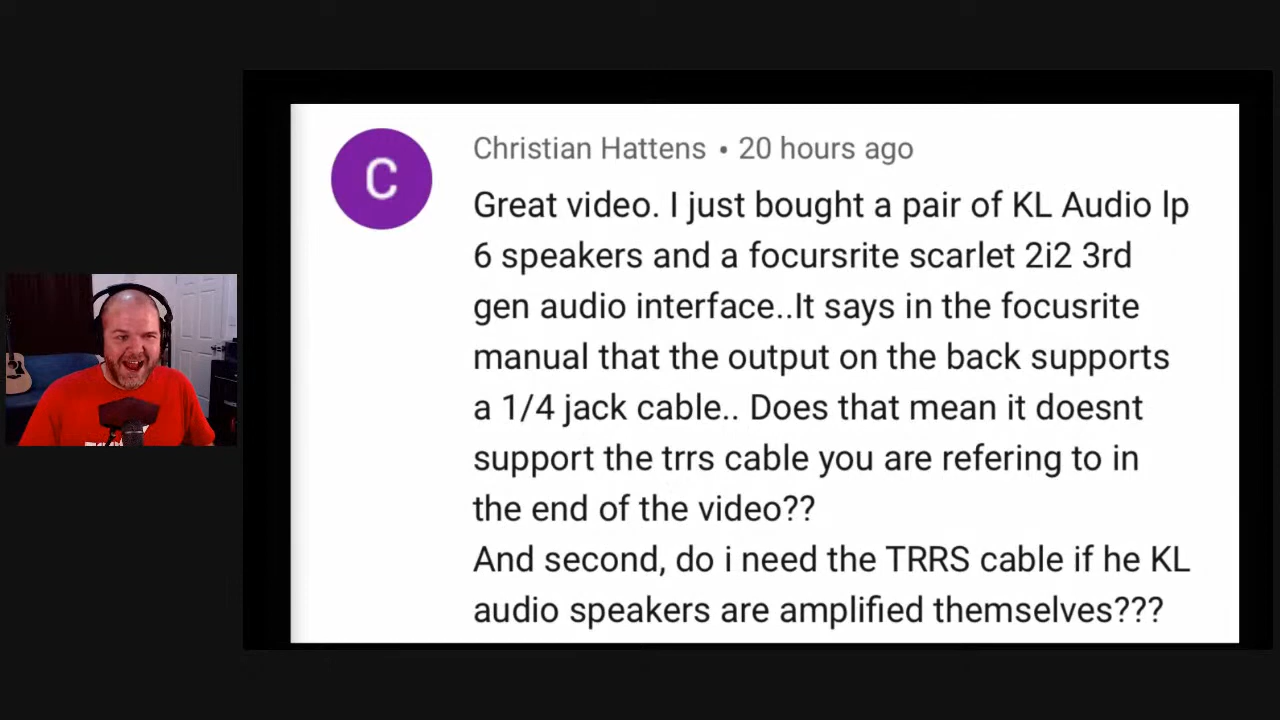 C
Christian Hattens • 20 hours ago
Great video. I just bought a pair of KL Audio lp
6 speakers and a focursrite scarlet 2i2 3rd
gen audio interface..It says in the focusrite
manual that the output on the back supports
a 1/4 jack cable.. Does that mean it doesnt
support the trrs cable you are refering to in
the end of the video??
And second, do i need the TRRS cable if he KL
audio speakers are amplified themselves???